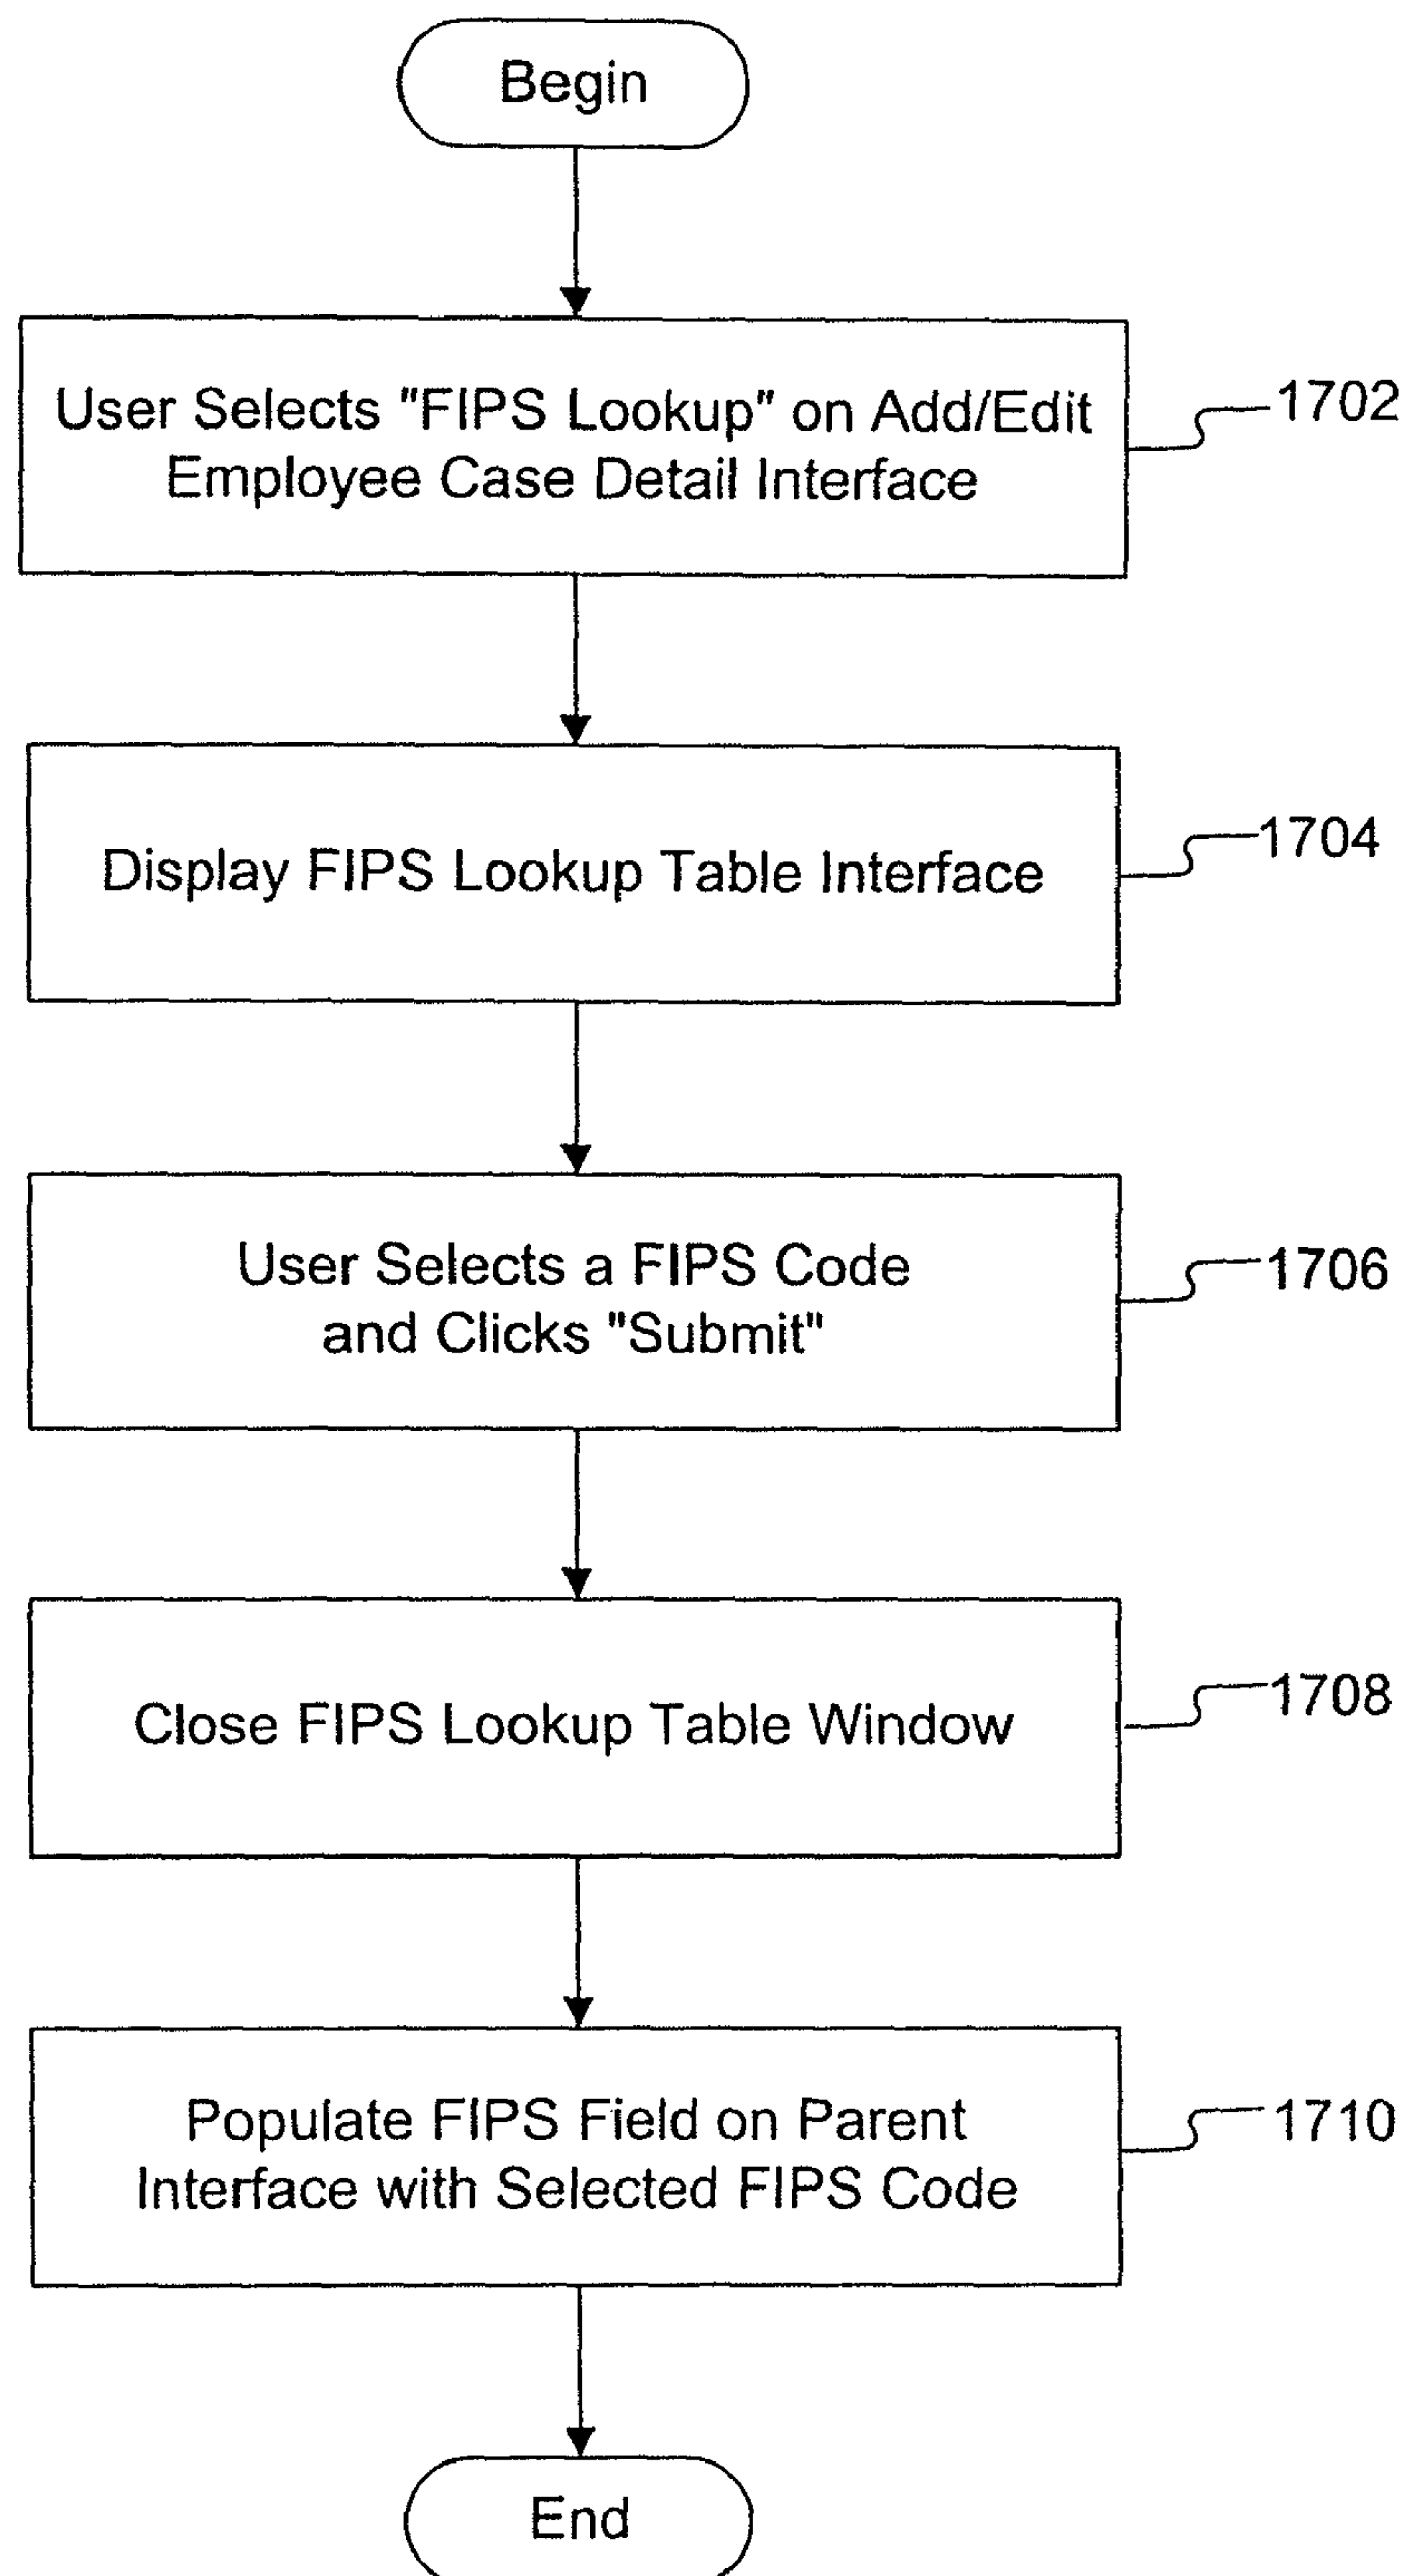 Begin
User Selects "FIPS Lookup" on Add/Edit
Employee Case Detail Interface
1702
Display FIPS Lookup Table Interface
1704
User Selects a FIPS Code
and Clicks "Submit"
1706
Close FIPS Lookup Table Window
1708
Populate FIPS Field on Parent
Interface with Selected FIPS Code
1710
End